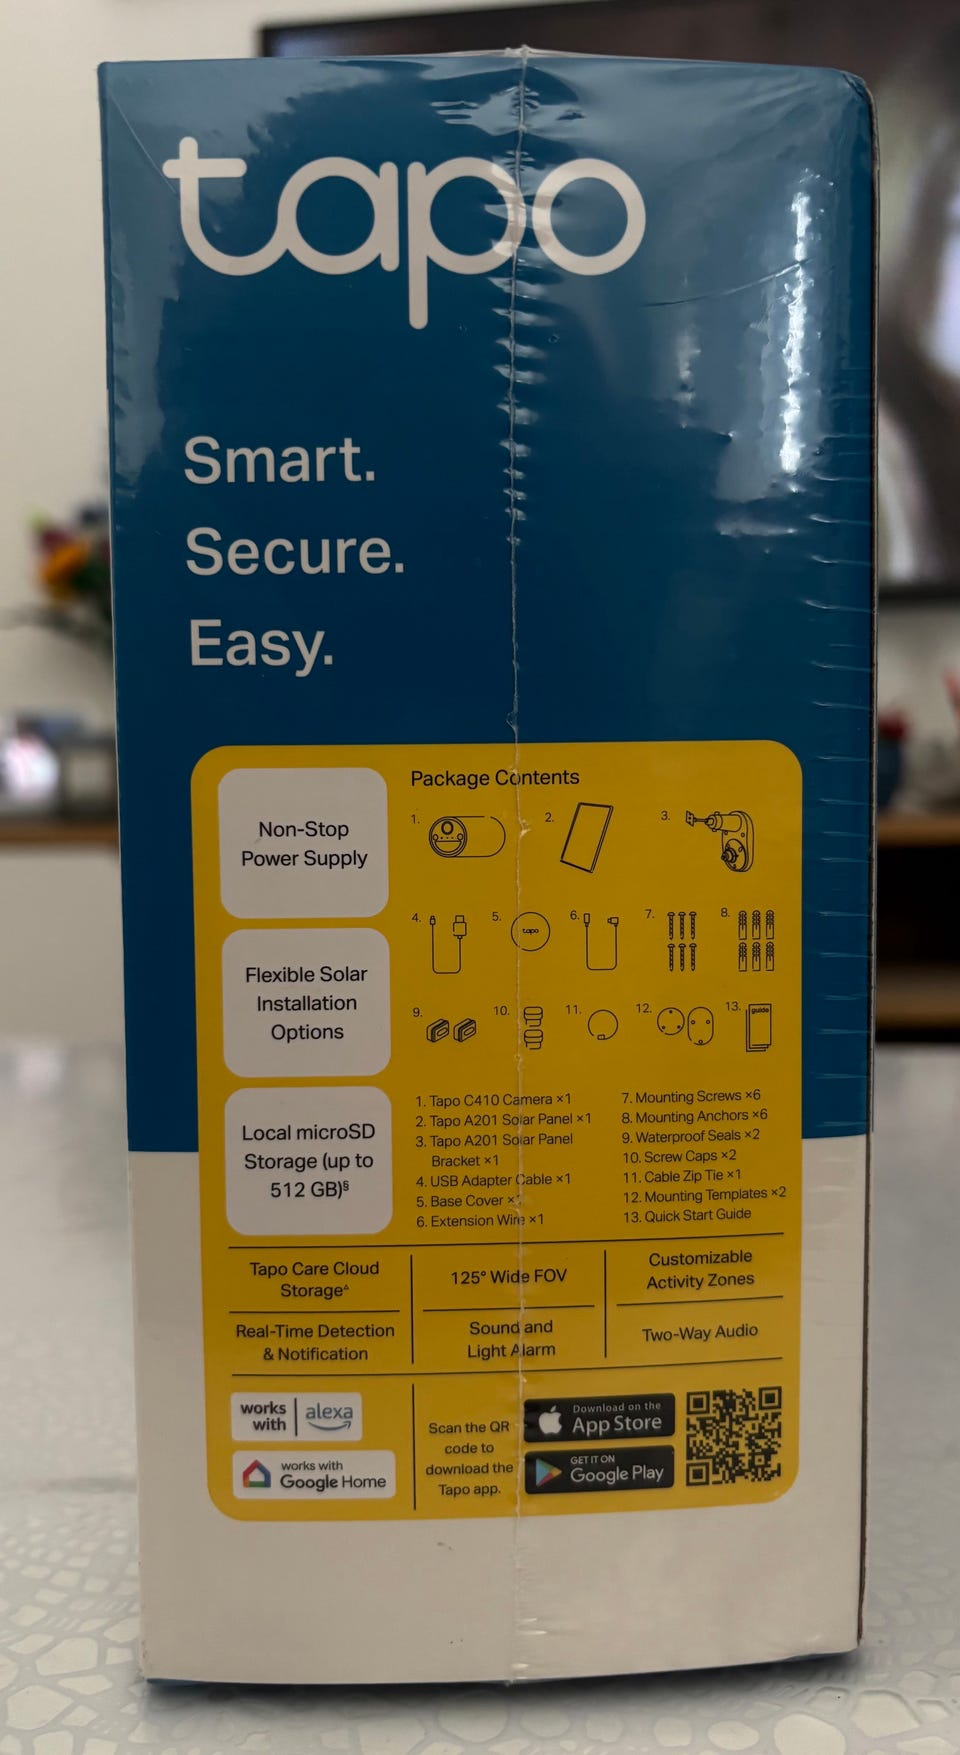 tapo
Smart.
Secure.
Easy.
Non-Stop
Power Supply
Flexible Solar
Installation
Options
Local microSD
Storage (up to
512 GB)§
Package Contents
1.
2.
3.
4.
5.
tapo
6.
7.
8.
9.
10.
11.
12.
13.
guide
1. Tapo C410 Camera ×1
2. Tapo A201 Solar Panel ×1
3. Tapo A201 Solar Panel
Bracket ×1
4. USB Adapter Cable ×1
5. Base Cover ×1
6. Extension Wire ×1
7. Mounting Screws ×6
8. Mounting Anchors ×6
9. Waterproof Seals ×2
10. Screw Caps ×2
11. Cable Zip Tie ×1
12. Mounting Templates ×2
13. Quick Start Guide
Tapo Care Cloud
Storage△
125° Wide FOV
Customizable
Activity Zones
Real-Time Detection
& Notification
Sound and
Light Alarm
Two-Way Audio
works
with
alexa
works with
Google Home
Scan the QR
code to
download the
Tapo app.
Download on the
App Store
GET IT ON
Google Play